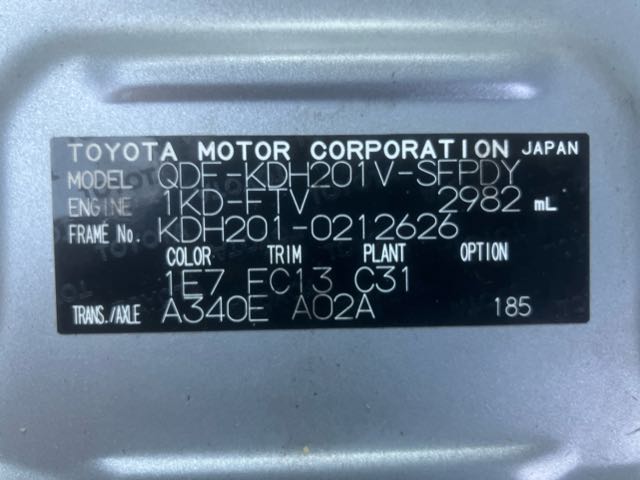 TOYOTA MOTOR CORPORATION JAPAN
MODEL QDF-KDH201V-SFPDY
ENGINE 1KD-FTV 2982 mL
FRAME No. KDH201-0212626
COLOR TRIM PLANT OPTION
1E7 FC13 C31
TRANS./AXLE A340E A02A 185